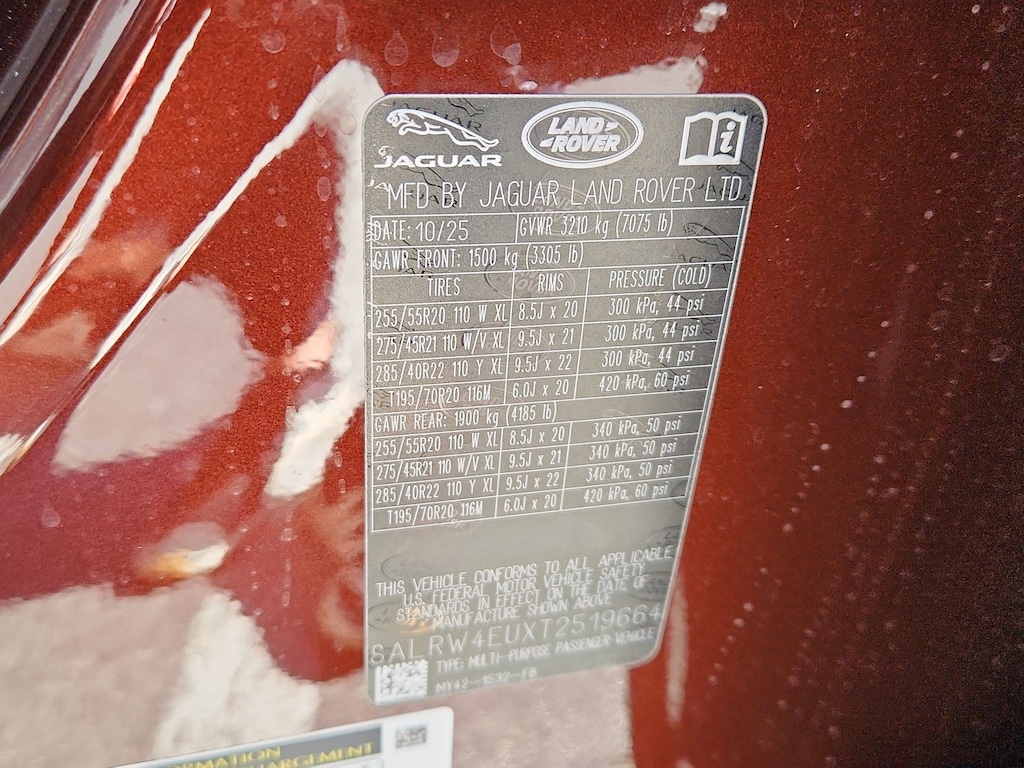 JAGUAR LAND ROVER
MFD BY JAGUAR LAND ROVER LTD.
DATE: 10/25 GVWR 3210 kg (7075 lb)
GAWR FRONT: 1500 kg (3305 lb)
TIRES RIMS PRESSURE (COLD)
255/55R20 110 W XL 8.5J x 20 300 kPa, 44 psi
275/45R21 110 W/V XL 9.5J x 21 300 kPa, 44 psi
285/40R22 110 Y XL 9.5J x 22 300 kPa, 44 psi
T195/70R20 116M 6.0J x 20 420 kPa, 60 psi
GAWR REAR: 1900 kg (4185 lb)
255/55R20 110 W XL 8.5J x 20 340 kPa, 50 psi
275/45R21 110 W/V XL 9.5J x 21 340 kPa, 50 psi
285/40R22 110 Y XL 9.5J x 22 340 kPa, 50 psi
T195/70R20 116M 6.0J x 20 420 kPa, 60 psi
THIS VEHICLE CONFORMS TO ALL APPLICABLE
U.S. FEDERAL MOTOR VEHICLE SAFETY
STANDARDS IN EFFECT ON THE DATE OF
MANUFACTURE SHOWN ABOVE
SALRW4EUXT2519664
TYPE: MULTI-PURPOSE PASSENGER VEHICLE
MY42-1532-EB